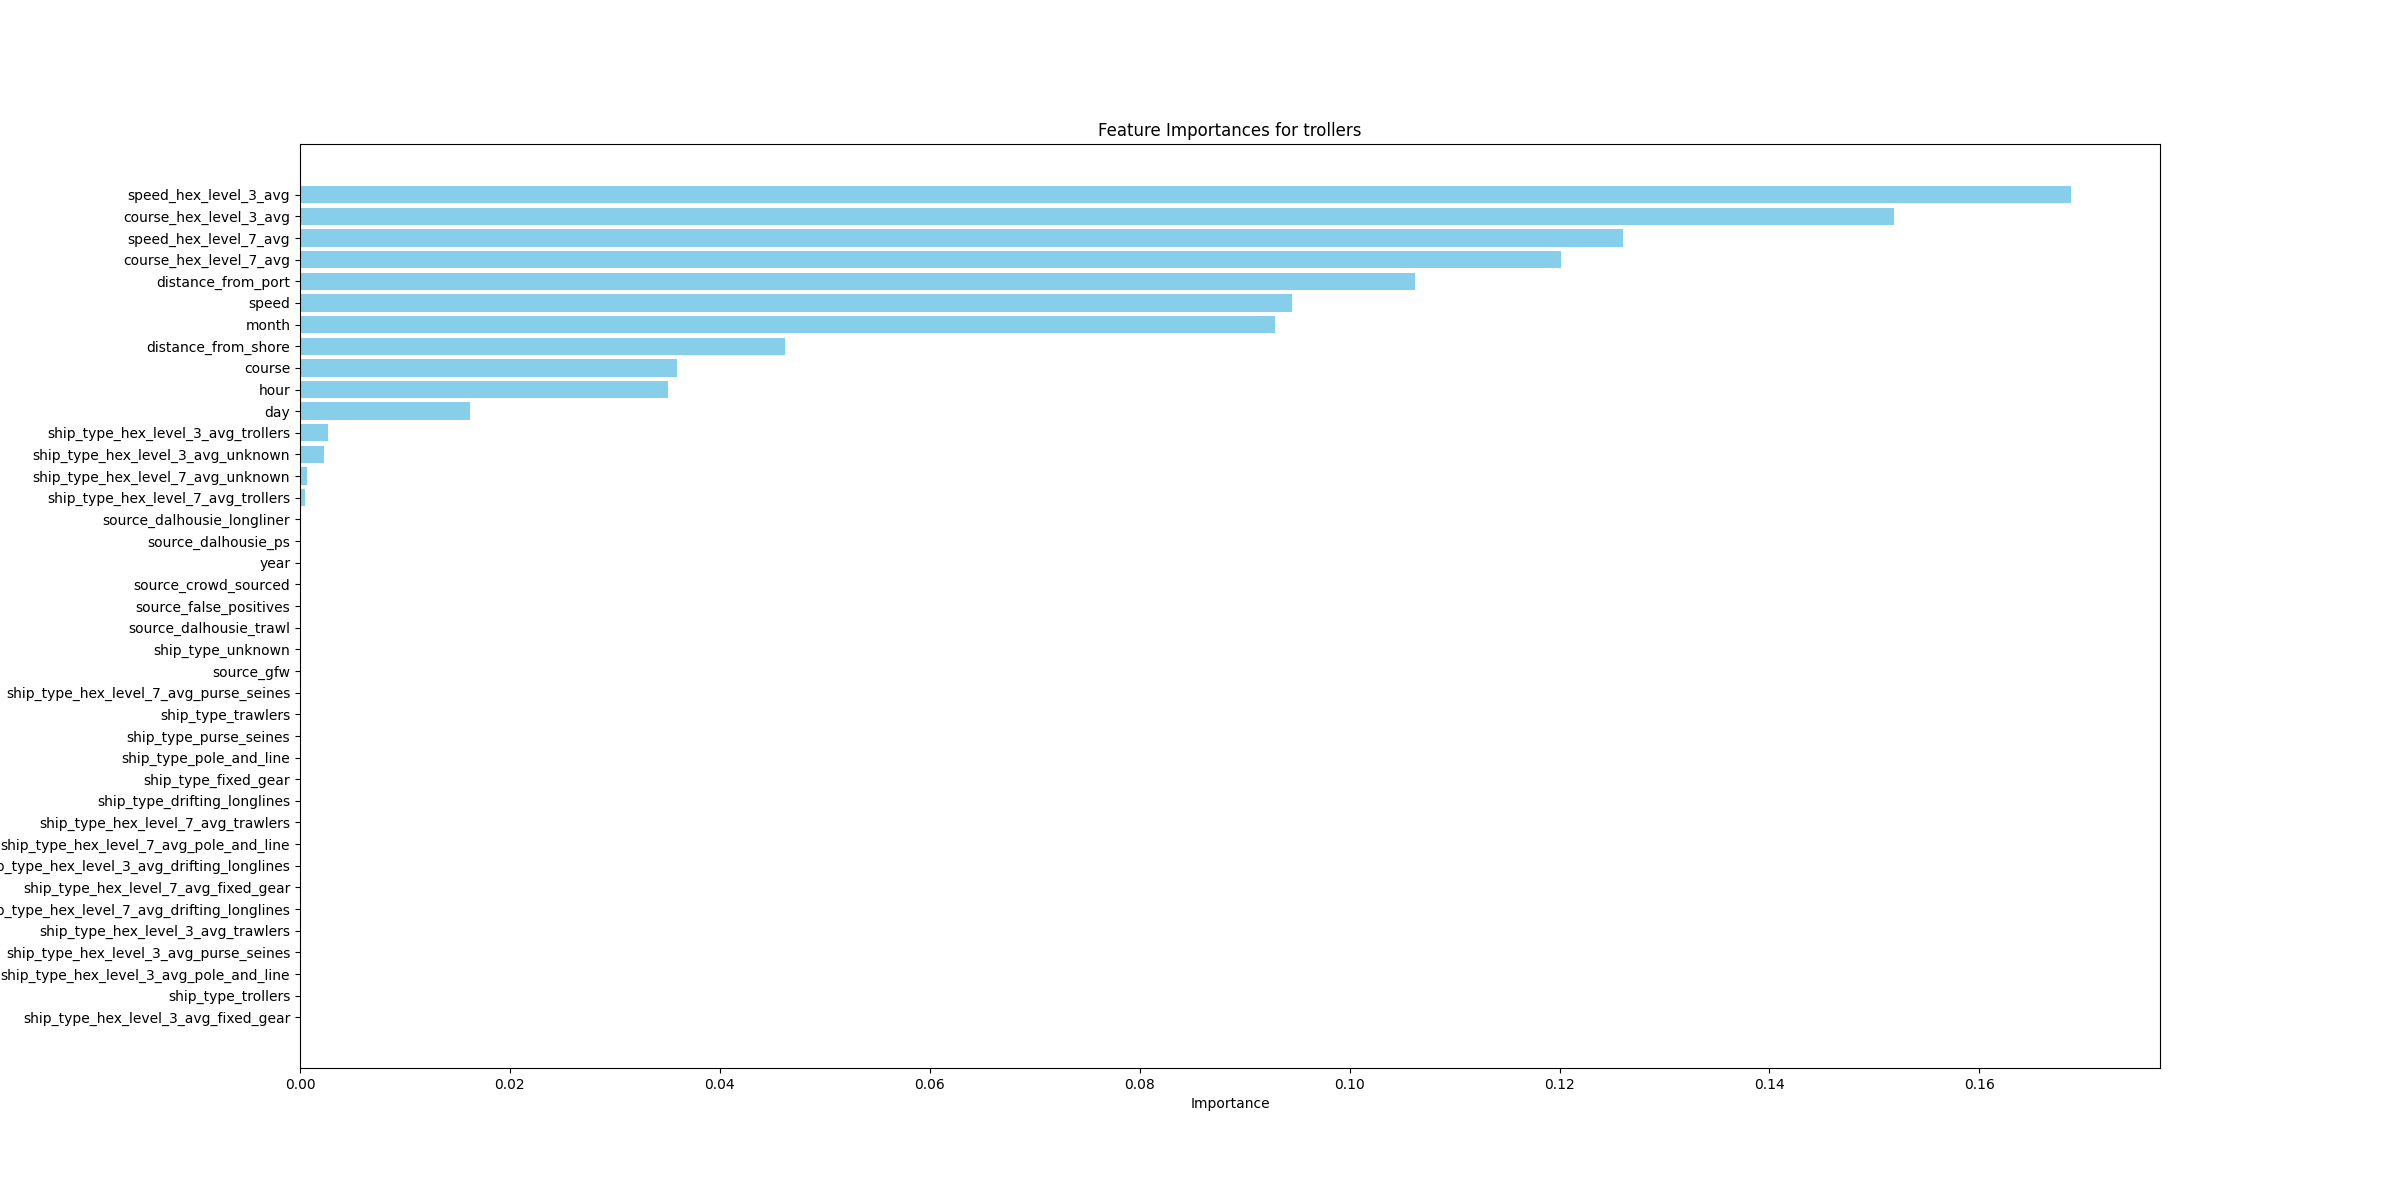 Feature Importances for trollers
speed_hex_level_3_avg
course_hex_level_3_avg
speed_hex_level_7_avg
course_hex_level_7_avg
distance_from_port
speed
month
distance_from_shore
course
hour
day
ship_type_hex_level_3_avg_trollers
ship_type_hex_level_3_avg_unknown
ship_type_hex_level_7_avg_unknown
ship_type_hex_level_7_avg_trollers
source_dalhousie_longliner
source_dalhousie_ps
year
source_crowd_sourced
source_false_positives
source_dalhousie_trawl
ship_type_unknown
source_gfw
ship_type_hex_level_7_avg_purse_seines
ship_type_trawlers
ship_type_purse_seines
ship_type_pole_and_line
ship_type_fixed_gear
ship_type_drifting_longlines
ship_type_hex_level_7_avg_trawlers
ship_type_hex_level_7_avg_pole_and_line
p_type_hex_level_3_avg_drifting_longlines
ship_type_hex_level_7_avg_fixed_gear
p_type_hex_level_7_avg_drifting_longlines
ship_type_hex_level_3_avg_trawlers
ship_type_hex_level_3_avg_purse_seines
ship_type_hex_level_3_avg_pole_and_line
ship_type_trollers
ship_type_hex_level_3_avg_fixed_gear
0.00 0.02 0.04 0.06 0.08 0.10 0.12 0.14 0.16
Importance